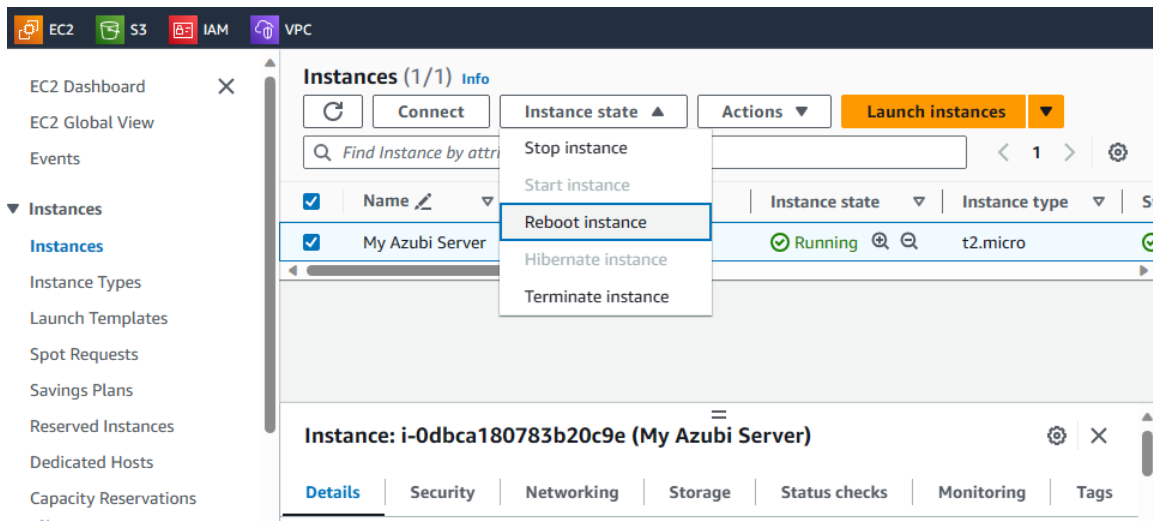 EC2 S3 IAM VPC
EC2 Dashboard
EC2 Global View
Events
Instances
Instances
Instance Types
Launch Templates
Spot Requests
Savings Plans
Reserved Instances
Dedicated Hosts
Capacity Reservations
Instances (1/1) Info
Connect Instance state Actions Launch instances
Find Instance by attri 1
Stop instance
Start instance
Reboot instance
Hibernate instance
Terminate instance
Name Instance state Instance type
My Azubi Server Running t2.micro
Instance: i-0dbca180783b20c9e (My Azubi Server)
Details Security Networking Storage Status checks Monitoring Tags